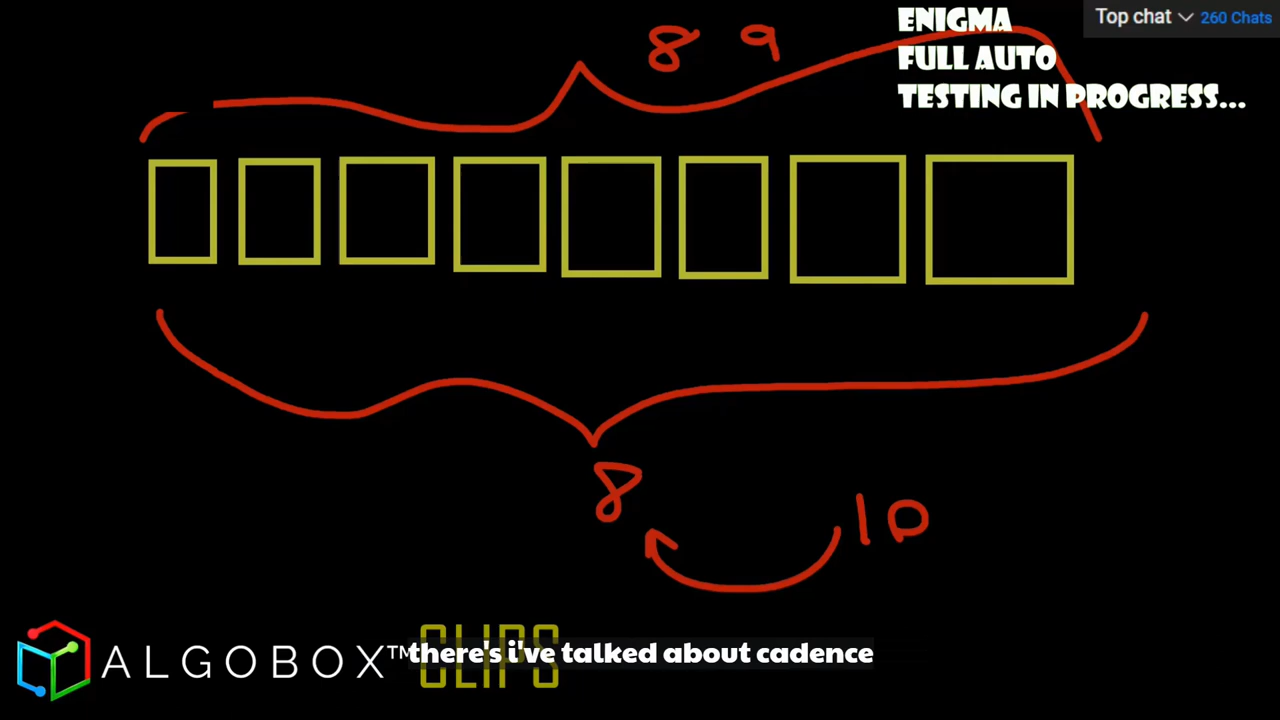 Top chat 260 Chats
ENIGMA
FULL AUTO
TESTING IN PROGRESS...
8 9
8
10
ALGOBOX™ CLIPS
there's i've talked about cadence